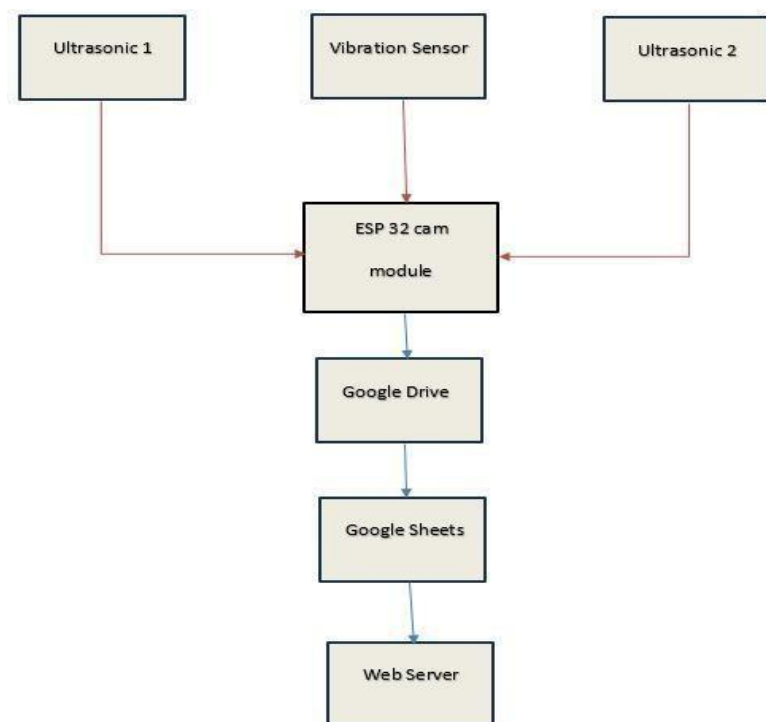 Ultrasonic 1
Vibration Sensor
Ultrasonic 2
ESP 32 cam
module
Google Drive
Google Sheets
Web Server